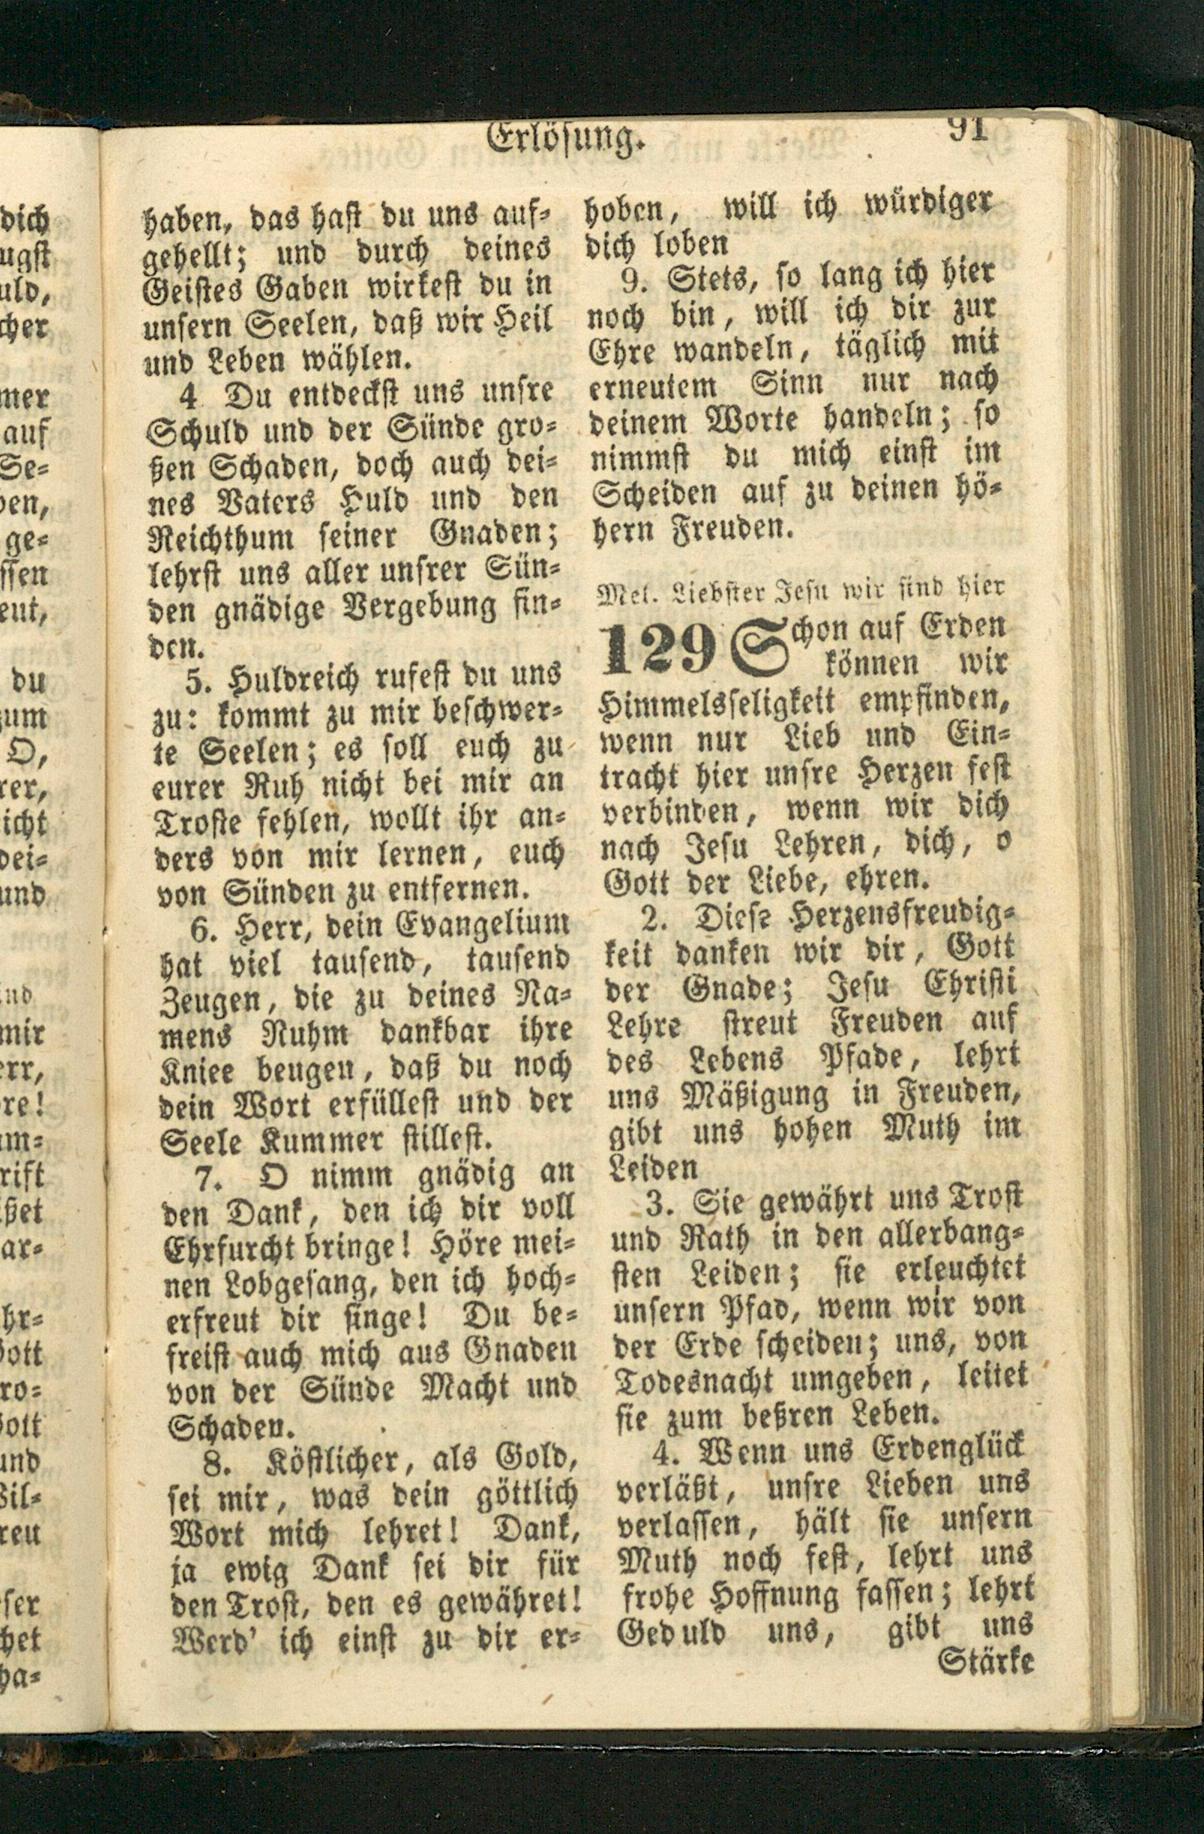 Erlösung.
91
haben, das hast du uns auf-
gehellt; und durch deines
Geistes Gaben wirkest du in
unsern Seelen, daß wir Heil
und Leben wählen.
4 Du entdeckst uns unsre
Schuld und der Sünde gro-
ßen Schaden, doch auch dei-
nes Vaters Huld und den
Reichthum seiner Gnaden;
lehrst uns aller unsrer Sün-
den gnädige Vergebung fin-
den.
5. Huldreich rufest du uns
zu: kommt zu mir beschwer-
te Seelen; es soll euch zu
eurer Ruh nicht bei mir an
Troste fehlen, wollt ihr an-
ders von mir lernen, euch
von Sünden zu entfernen.
6. Herr, dein Evangelium
hat viel tausend, tausend
Zeugen, die zu deines Na-
mens Ruhm dankbar ihre
Kniee beugen, daß du noch
dein Wort erfüllest und der
Seele Kummer stillest.
7. O nimm gnädig an
den Dank, den ich dir voll
Ehrfurcht bringe! Höre mei-
nen Lobgesang, den ich hoch-
erfreut dir singe! Du be-
freist auch mich aus Gnaden
von der Sünde Macht und
Schaden.
8. Köstlicher, als Gold,
sei mir, was dein göttlich
Wort mich lehret! Dank,
ja ewig Dank sei dir für
den Trost, den es gewähret!
Werd' ich einst zu dir er-
hoben, will ich würdiger
dich loben
9. Stets, so lang ich hier
noch bin, will ich dir zur
Ehre wandeln, täglich mit
erneutem Sinn nur nach
deinem Worte handeln; so
nimmst du mich einst im
Scheiden auf zu deinen hö-
hern Freuden.
Mel. Liebster Jesu wir sind hier
129 Schon auf Erden
können wir
Himmelsseligkeit empfinden,
wenn nur Lieb und Ein-
tracht hier unsre Herzen fest
verbinden, wenn wir dich
nach Jesu Lehren, dich, o
Gott der Liebe, ehren.
2. Diese Herzensfreudig-
keit danken wir dir, Gott
der Gnade; Jesu Christi
Lehre streut Freuden auf
des Lebens Pfade, lehrt
uns Mäßigung in Freuden,
gibt uns hohen Muth im
Leiden
3. Sie gewährt uns Trost
und Rath in den allerbang-
sten Leiden; sie erleuchtet
unsern Pfad, wenn wir von
der Erde scheiden; uns, von
Todesnacht umgeben, leitet
sie zum beßren Leben.
4. Wenn uns Erdenglück
verläßt, unsre Lieben uns
verlassen, hält sie unsern
Muth noch fest, lehrt uns
frohe Hoffnung fassen; lehrt
Geduld uns, gibt uns
Stärke